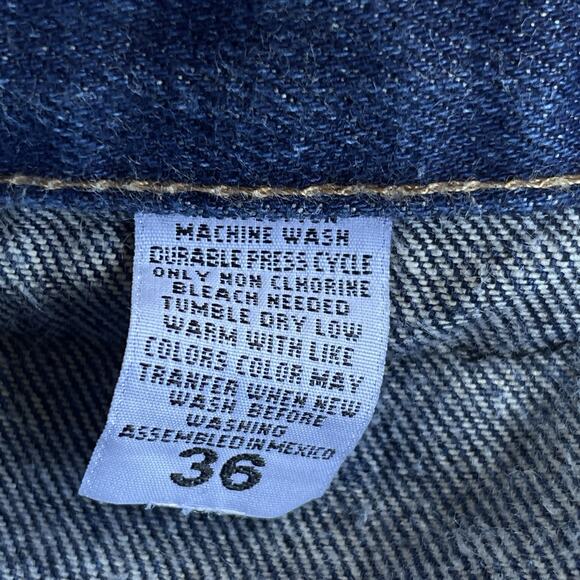 MACHINE WASH
DURABLE PRESS CYCLE
ONLY NON CLHORINE
BLEACH NEEDED
TUMBLE DRY LOW
WARM WITH LIKE
COLORS COLOR MAY
TRANFER WHEN NEW
WASH BEFORE
WASHING
ASSEMBLED IN MEXICO
36